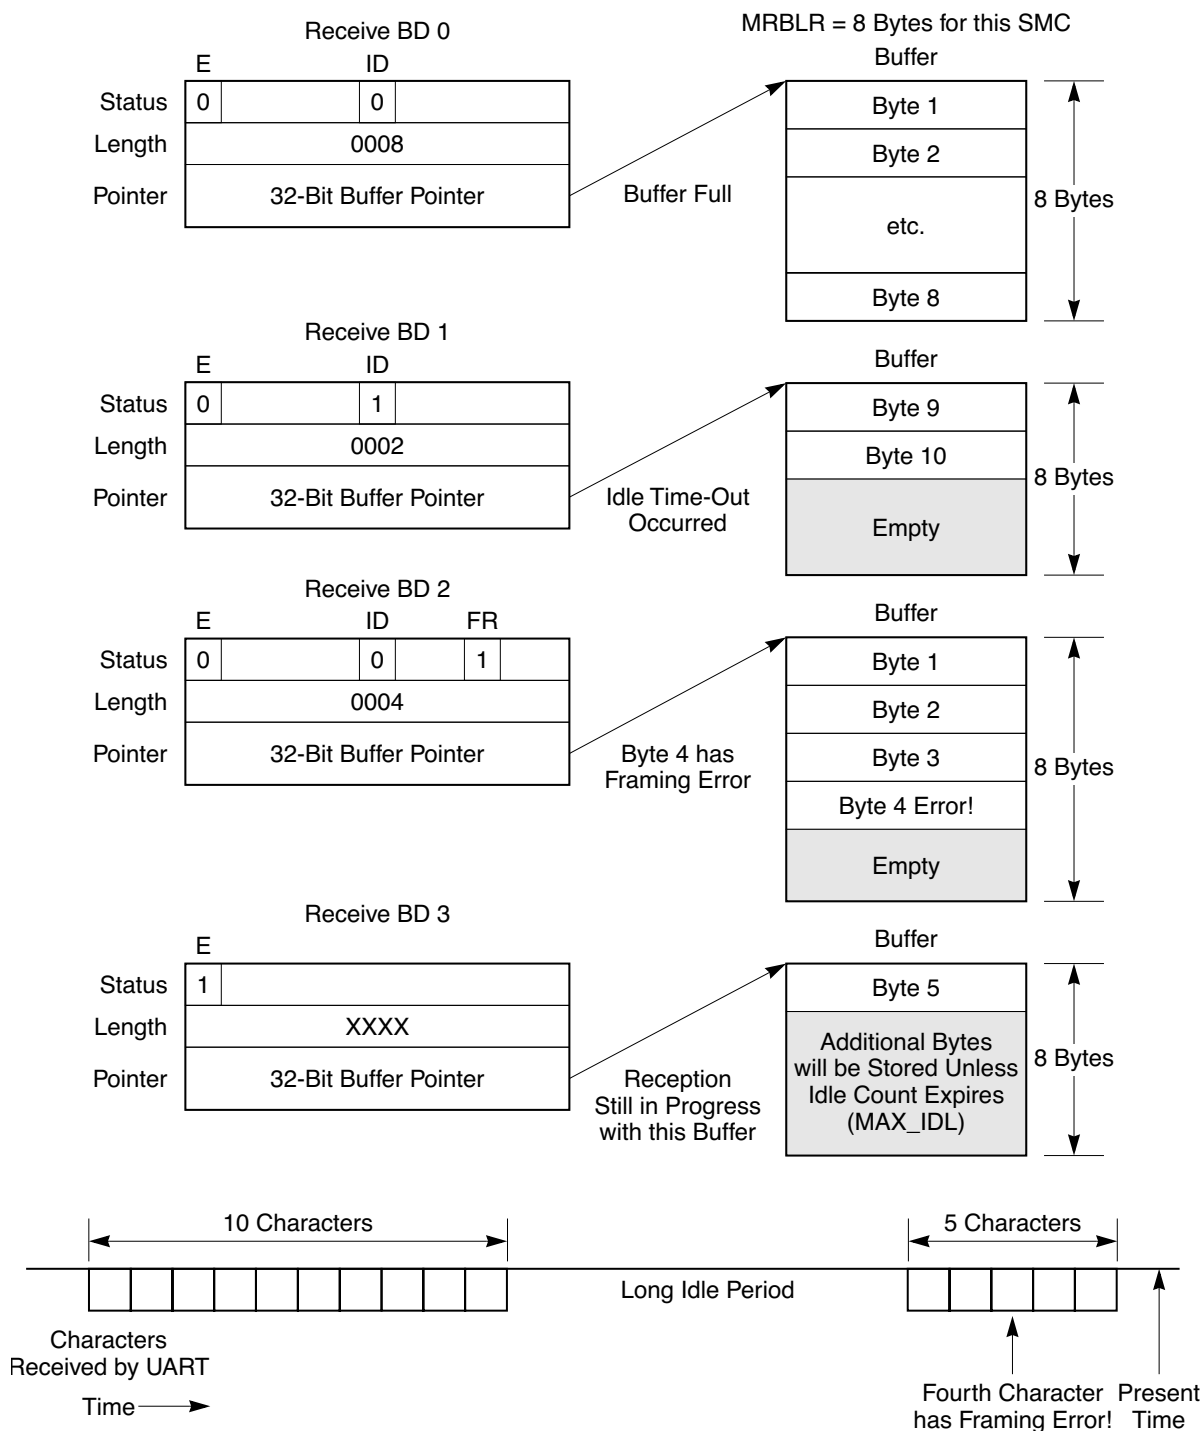 MRBLR = 8 Bytes for this SMC
Receive BD 0
Buffer
E ID
Status 0 0
Byte 1
Length 0008
Byte 2
Pointer 32-Bit Buffer Pointer
Buffer Full
etc.
8 Bytes
Byte 8
Receive BD 1
Buffer
E ID
Status 0 1
Byte 9
Length 0002
Byte 10
Pointer 32-Bit Buffer Pointer
Idle Time-Out
Occurred
Empty
8 Bytes
Receive BD 2
Buffer
E ID FR
Status 0 0 1
Byte 1
Length 0004
Byte 2
Pointer 32-Bit Buffer Pointer
Byte 4 has
Framing Error
Byte 3
Byte 4 Error!
Empty
8 Bytes
Receive BD 3
Buffer
E
Status 1
Byte 5
Length XXXX
Pointer 32-Bit Buffer Pointer
Reception
Still in Progress
with this Buffer
Additional Bytes
will be Stored Unless
Idle Count Expires
(MAX_IDL)
8 Bytes
10 Characters
5 Characters
Long Idle Period
Characters
Received by UART
Time
Fourth Character
has Framing Error!
Present
Time